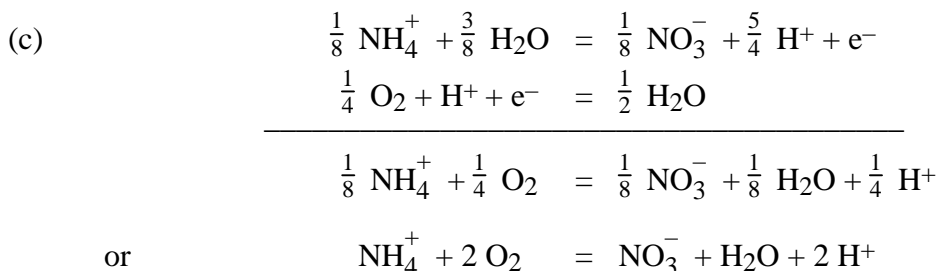 (c) 1/8 NH₄⁺ + 3/8 H₂O = 1/8 NO₃⁻ + 5/4 H⁺ + e⁻
1/4 O₂ + H⁺ + e⁻ = 1/2 H₂O
1/8 NH₄⁺ + 1/4 O₂ = 1/8 NO₃⁻ + 1/8 H₂O + 1/4 H⁺
or NH₄⁺ + 2 O₂ = NO₃⁻ + H₂O + 2 H⁺